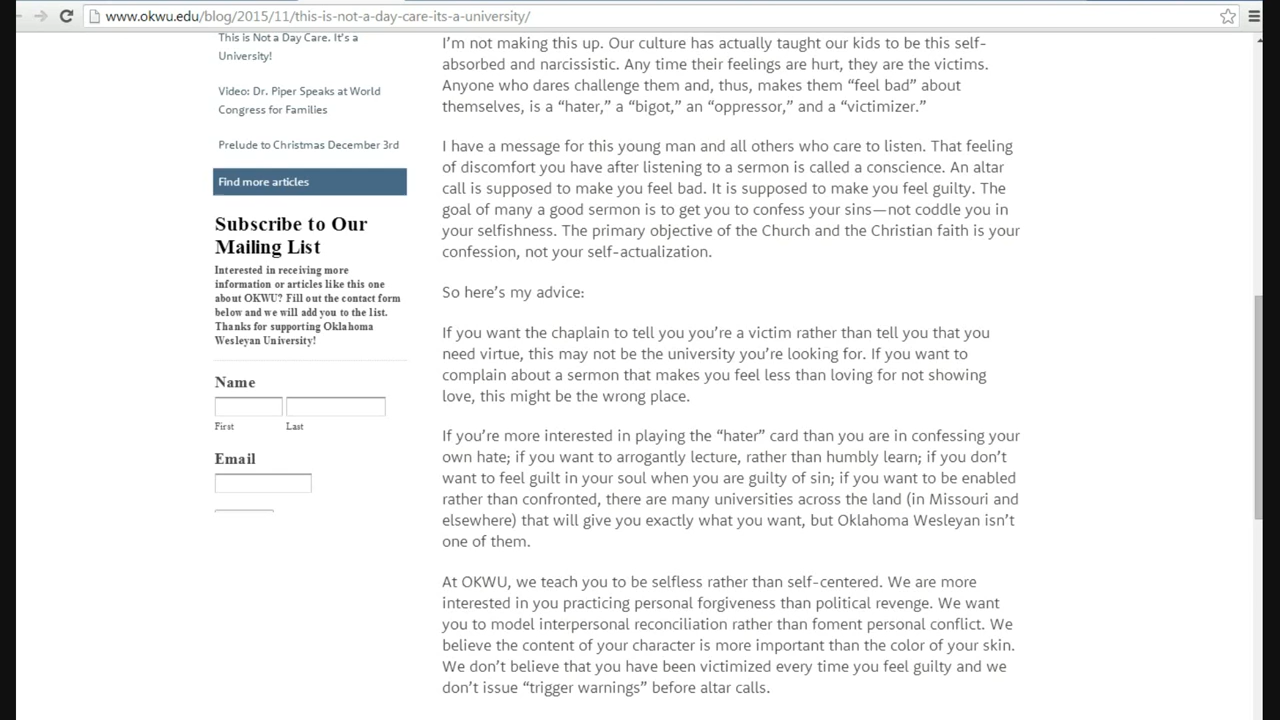 www.okwu.edu/blog/2015/11/this-is-not-a-day-care-its-a-university/
This is Not a Day Care. It's a
University!
Video: Dr. Piper Speaks at World
Congress for Families
Prelude to Christmas December 3rd
Find more articles
Subscribe to Our
Mailing List
Interested in receiving more
information or articles like this one
about OKWU? Fill out the contact form
below and we will add you to the list.
Thanks for supporting Oklahoma
Wesleyan University!
Name
First Last
Email
I'm not making this up. Our culture has actually taught our kids to be this self-
absorbed and narcissistic. Any time their feelings are hurt, they are the victims.
Anyone who dares challenge them and, thus, makes them “feel bad” about
themselves, is a “hater,” a “bigot,” an “oppressor,” and a “victimizer.”
I have a message for this young man and all others who care to listen. That feeling
of discomfort you have after listening to a sermon is called a conscience. An altar
call is supposed to make you feel bad. It is supposed to make you feel guilty. The
goal of many a good sermon is to get you to confess your sins—not coddle you in
your selfishness. The primary objective of the Church and the Christian faith is your
confession, not your self-actualization.
So here's my advice:
If you want the chaplain to tell you you're a victim rather than tell you that you
need virtue, this may not be the university you're looking for. If you want to
complain about a sermon that makes you feel less than loving for not showing
love, this might be the wrong place.
If you're more interested in playing the “hater” card than you are in confessing your
own hate; if you want to arrogantly lecture, rather than humbly learn; if you don't
want to feel guilt in your soul when you are guilty of sin; if you want to be enabled
rather than confronted, there are many universities across the land (in Missouri and
elsewhere) that will give you exactly what you want, but Oklahoma Wesleyan isn't
one of them.
At OKWU, we teach you to be selfless rather than self-centered. We are more
interested in you practicing personal forgiveness than political revenge. We want
you to model interpersonal reconciliation rather than foment personal conflict. We
believe the content of your character is more important than the color of your skin.
We don't believe that you have been victimized every time you feel guilty and we
don't issue “trigger warnings” before altar calls.